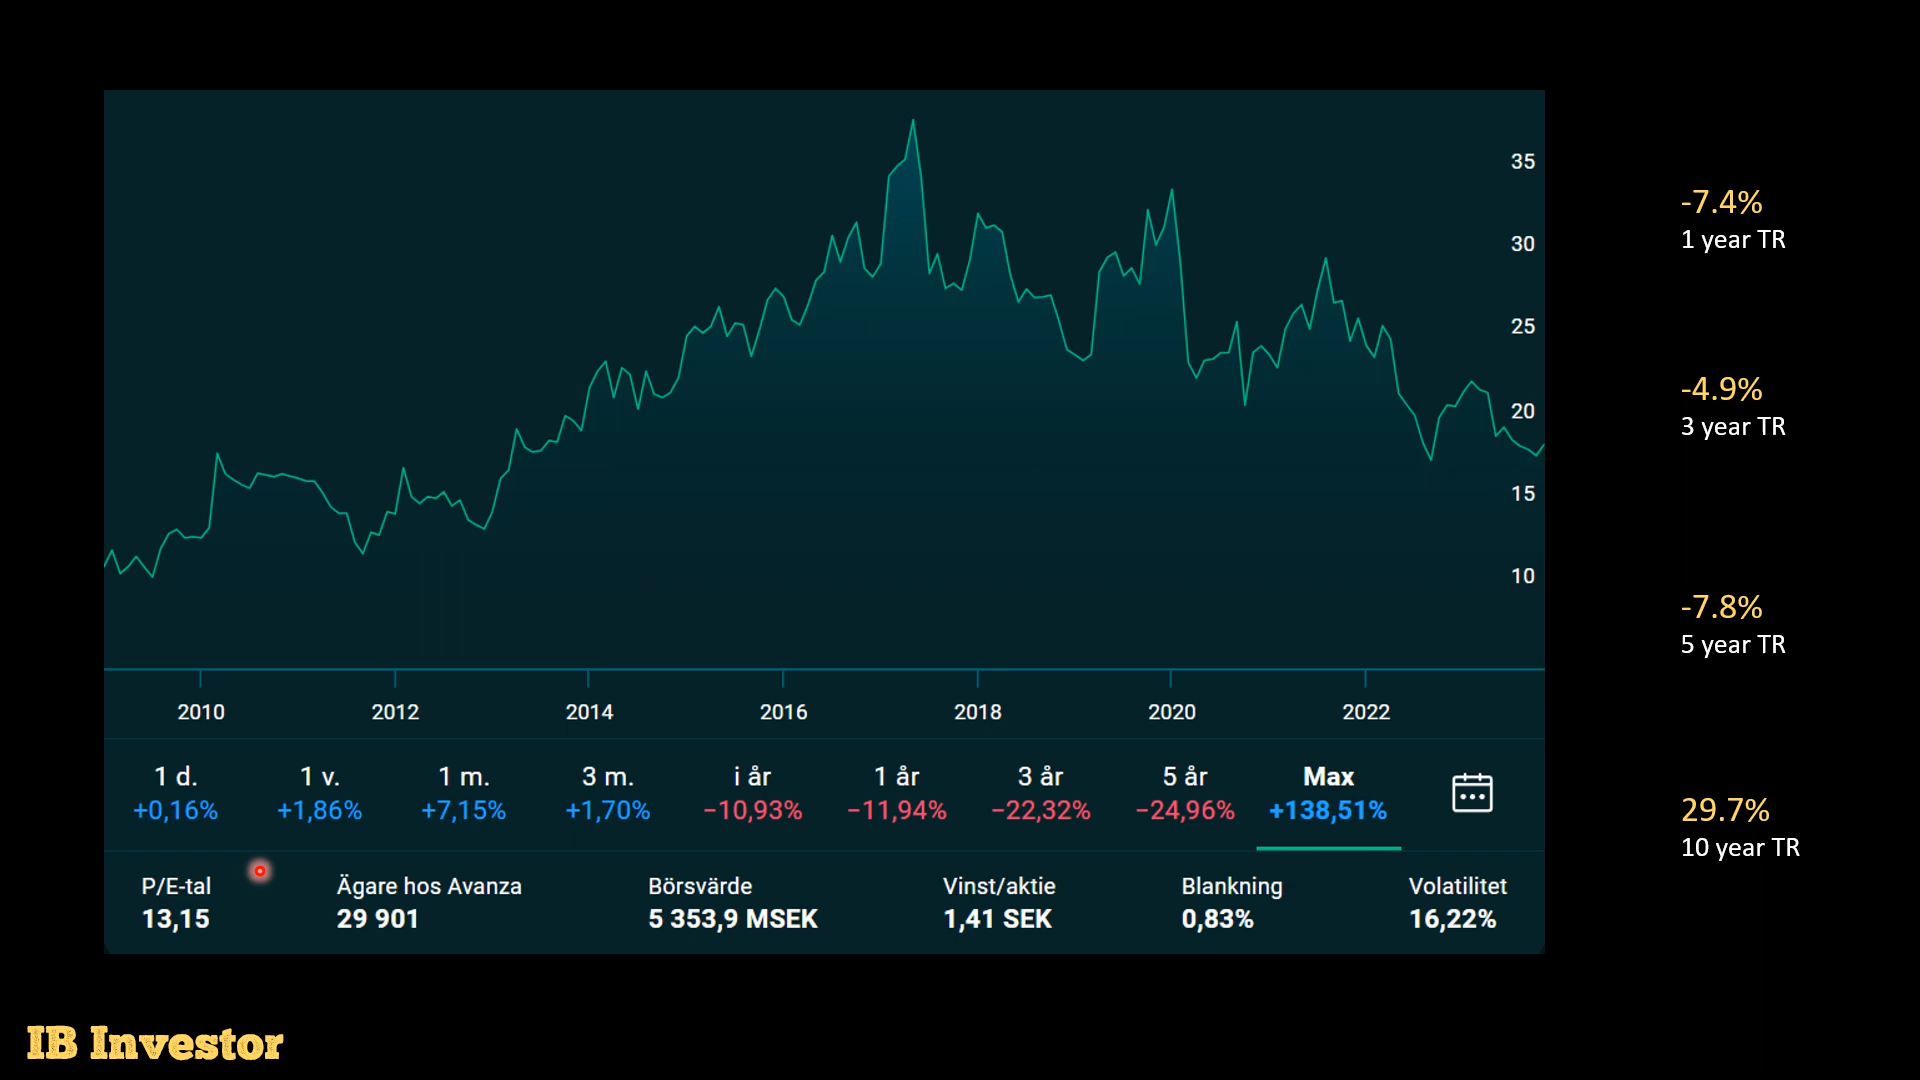 35
30
25
20
15
10
2010 2012 2014 2016 2018 2020 2022
1 d. 1 v. 1 m. 3 m. i år 1 år 3 år 5 år Max
+0,16% +1,86% +7,15% +1,70% −10,93% −11,94% −22,32% −24,96% +138,51%
P/E-tal Ägare hos Avanza Börsvärde Vinst/aktie Blankning Volatilitet
13,15 29 901 5 353,9 MSEK 1,41 SEK 0,83% 16,22%
-7.4%
1 year TR
-4.9%
3 year TR
-7.8%
5 year TR
29.7%
10 year TR
IB Investor